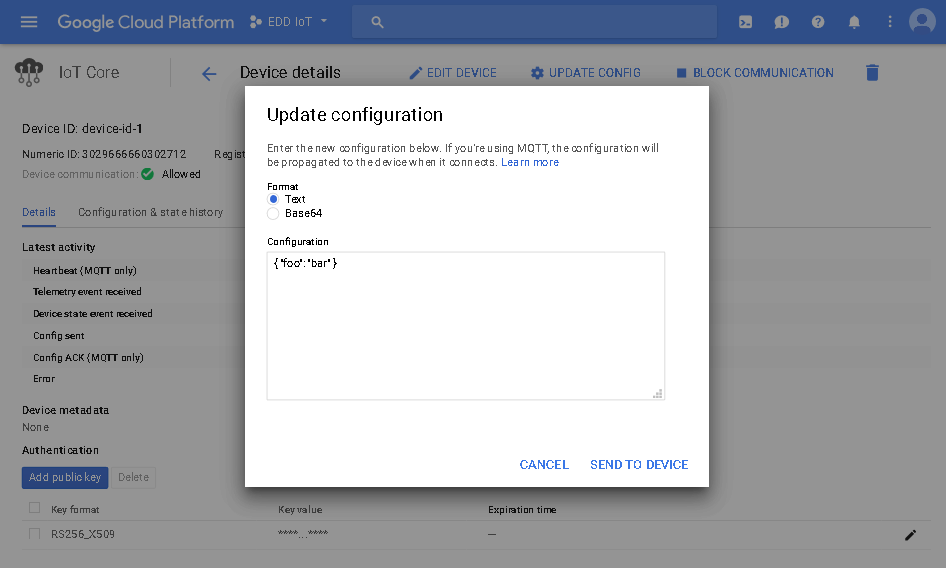 Google Cloud Platform
EDD IoT
IoT Core
Device details
EDIT DEVICE
UPDATE CONFIG
BLOCK COMMUNICATION
Device ID: device-id-1
Numeric ID: 3029666660302712
Regist
Device communication:
Allowed
Details
Configuration & state history
Latest activity
Heartbeat (MQTT only)
Telemetry event received
Device state event received
Config sent
Config ACK (MQTT only)
Error
Device metadata
None
Authentication
Add public key
Delete
Key format
Key value
Expiration time
RS256_X509
****...****
—
Update configuration
Enter the new configuration below. If you're using MQTT, the configuration will
be propagated to the device when it connects. Learn more
Format
Text
Base64
Configuration
{"foo":"bar"}
CANCEL
SEND TO DEVICE